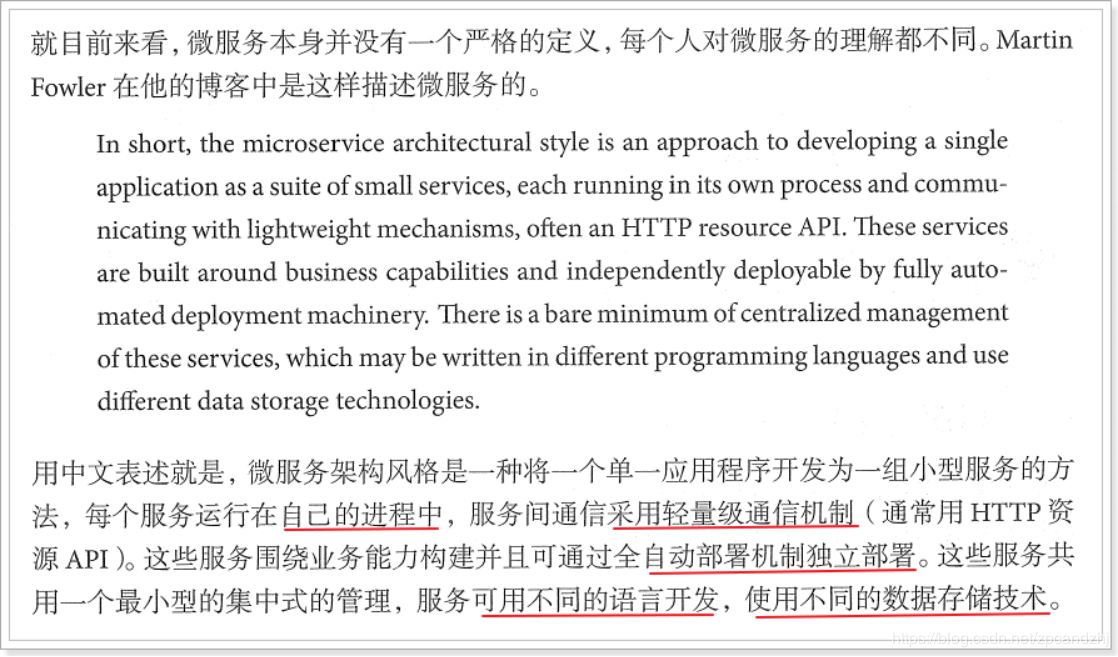 就目前来看，微服务本身并没有一个严格的定义，每个人对微服务的理解都不同。Martin
Fowler 在他的博客中是这样描述微服务的。
In short, the microservice architectural style is an approach to developing a single
application as a suite of small services, each running in its own process and commu-
nicating with lightweight mechanisms, often an HTTP resource API. These services
are built around business capabilities and independently deployable by fully auto-
mated deployment machinery. There is a bare minimum of centralized management
of these services, which may be written in different programming languages and use
different data storage technologies.
用中文表述就是，微服务架构风格是一种将一个单一应用程序开发为一组小型服务的方
法，每个服务运行在自己的进程中，服务间通信采用轻量级通信机制（通常用 HTTP 资
源 API）。这些服务围绕业务能力构建并且可通过全自动部署机制独立部署。这些服务共
用一个最小型的集中式的管理，服务可用不同的语言开发，使用不同的数据存储技术。